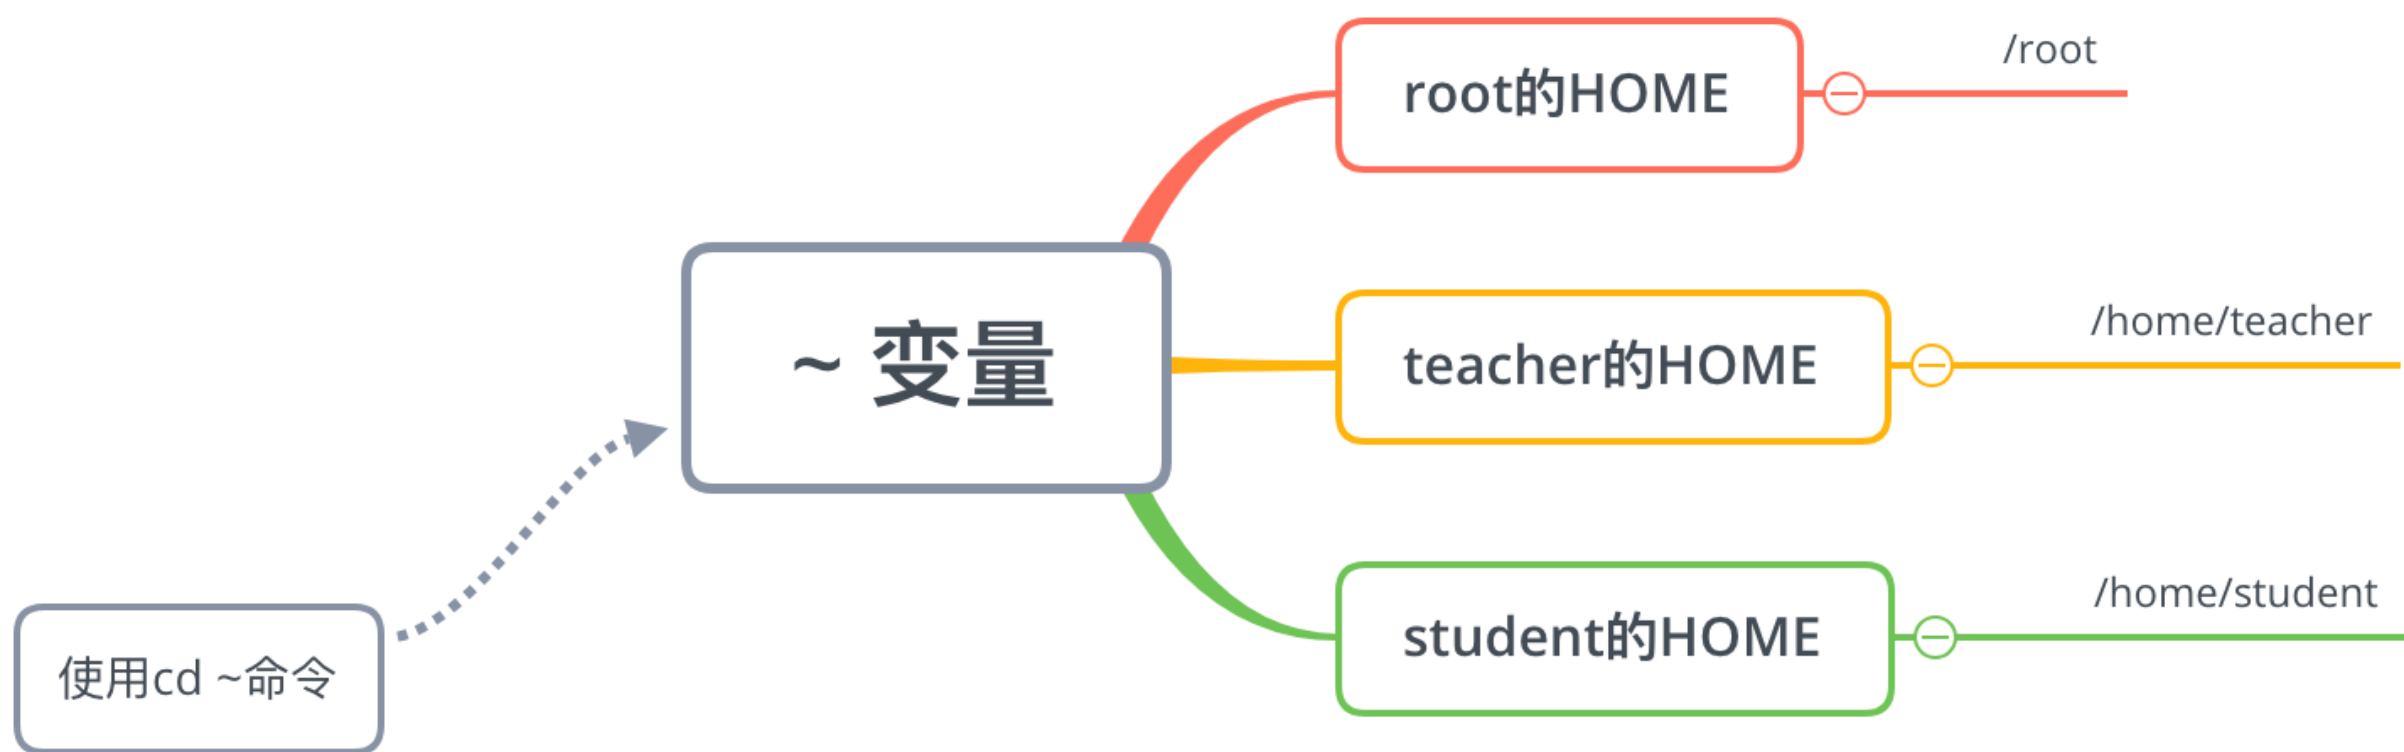 root的HOME
/root
~ 变量
teacher的HOME
/home/teacher
student的HOME
/home/student
使用cd ~命令